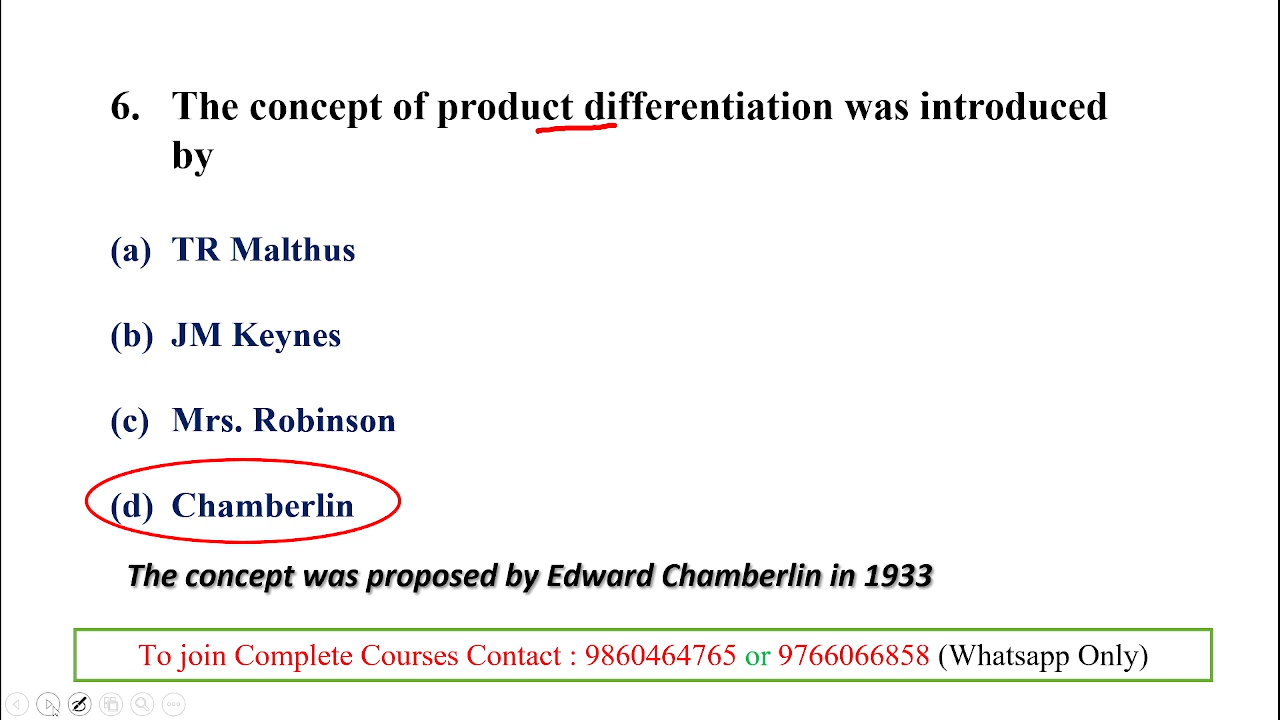 6. The concept of product differentiation was introduced
by
(a) TR Malthus
(b) JM Keynes
(c) Mrs. Robinson
(d) Chamberlin
The concept was proposed by Edward Chamberlin in 1933
To join Complete Courses Contact : 9860464765 or 9766066858 (Whatsapp Only)